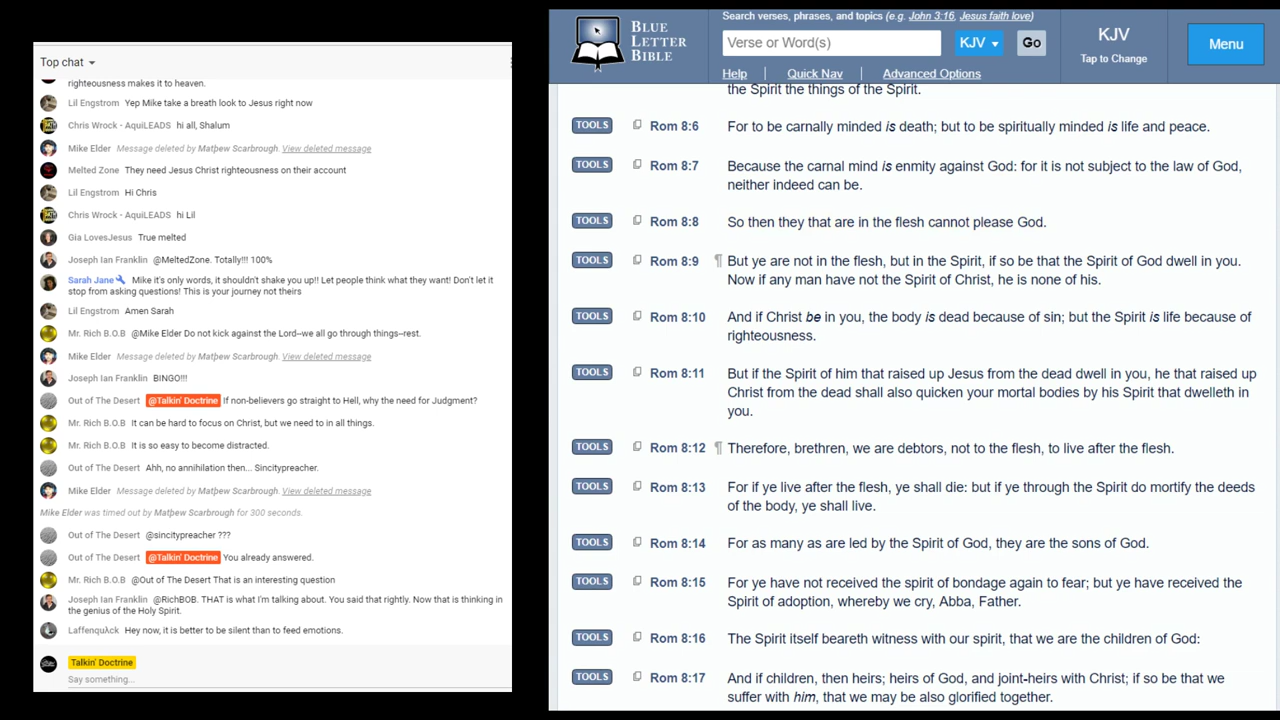 Top chat
righteousness makes it to heaven.
Lil Engstrom Yep Mike take a breath look to Jesus right now
Chris Wrock - AquiLEADS hi all, Shalum
Mike Elder Message deleted by Matþew Scarbrough. View deleted message
Melted Zone They need Jesus Christ righteousness on their account
Lil Engstrom Hi Chris
Chris Wrock - AquiLEADS hi Lil
Gia LovesJesus True melted
Joseph Ian Franklin @MeltedZone. Totally!!! 100%
Sarah Jane Mike it's only words, it shouldn't shake you up!! Let people think what they want! Don't let it
stop from asking questions! This is your journey not theirs
Lil Engstrom Amen Sarah
Mr. Rich B.O.B @Mike Elder Do not kick against the Lord--we all go through things--rest.
Mike Elder Message deleted by Matþew Scarbrough. View deleted message
Joseph Ian Franklin BINGO!!!
Out of The Desert @Talkin' Doctrine If non-believers go straight to Hell, why the need for Judgment?
Mr. Rich B.O.B It can be hard to focus on Christ, but we need to in all things.
Mr. Rich B.O.B It is so easy to become distracted.
Out of The Desert Ahh, no annihilation then... Sincitypreacher.
Mike Elder Message deleted by Matþew Scarbrough. View deleted message
Mike Elder was timed out by Matþew Scarbrough for 300 seconds.
Out of The Desert @sincitypreacher ???
Out of The Desert @Talkin' Doctrine You already answered.
Mr. Rich B.O.B @Out of The Desert That is an interesting question
Joseph Ian Franklin @RichBOB. THAT is what I'm talking about. You said that rightly. Now that is thinking in
the genius of the Holy Spirit.
Laffenquλck Hey now, it is better to be silent than to feed emotions.
Talkin' Doctrine
Say something...
BLUE
LETTER
BIBLE
Search verses, phrases, and topics (e.g. John 3:16, Jesus faith love)
Verse or Word(s) KJV Go
Help | Quick Nav | Advanced Options
KJV
Tap to Change
Menu
the Spirit the things of the Spirit.
TOOLS Rom 8:6 For to be carnally minded is death; but to be spiritually minded is life and peace.
TOOLS Rom 8:7 Because the carnal mind is enmity against God: for it is not subject to the law of God,
neither indeed can be.
TOOLS Rom 8:8 So then they that are in the flesh cannot please God.
TOOLS Rom 8:9 ¶ But ye are not in the flesh, but in the Spirit, if so be that the Spirit of God dwell in you.
Now if any man have not the Spirit of Christ, he is none of his.
TOOLS Rom 8:10 And if Christ be in you, the body is dead because of sin; but the Spirit is life because of
righteousness.
TOOLS Rom 8:11 But if the Spirit of him that raised up Jesus from the dead dwell in you, he that raised up
Christ from the dead shall also quicken your mortal bodies by his Spirit that dwelleth in
you.
TOOLS Rom 8:12 ¶ Therefore, brethren, we are debtors, not to the flesh, to live after the flesh.
TOOLS Rom 8:13 For if ye live after the flesh, ye shall die: but if ye through the Spirit do mortify the deeds
of the body, ye shall live.
TOOLS Rom 8:14 For as many as are led by the Spirit of God, they are the sons of God.
TOOLS Rom 8:15 For ye have not received the spirit of bondage again to fear; but ye have received the
Spirit of adoption, whereby we cry, Abba, Father.
TOOLS Rom 8:16 The Spirit itself beareth witness with our spirit, that we are the children of God:
TOOLS Rom 8:17 And if children, then heirs; heirs of God, and joint-heirs with Christ; if so be that we
suffer with him, that we may be also glorified together.